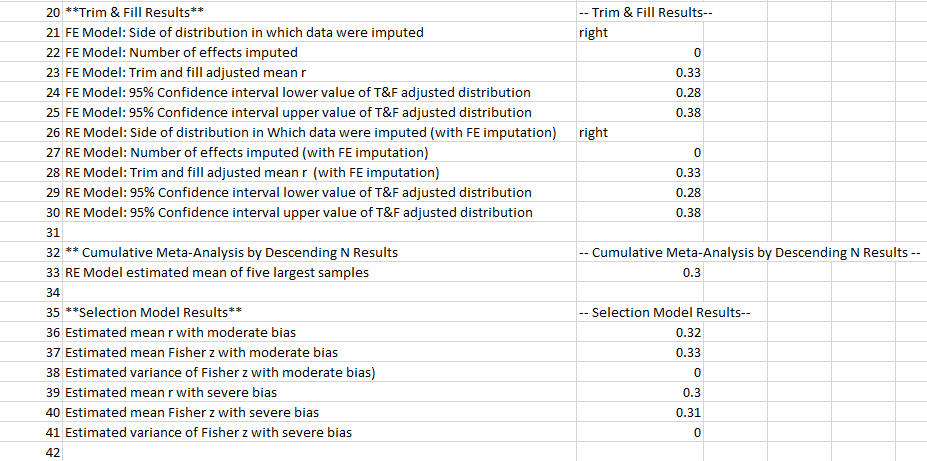 20 **Trim & Fill Results** -- Trim & Fill Results--
21 FE Model: Side of distribution in which data were imputed right
22 FE Model: Number of effects imputed 0
23 FE Model: Trim and fill adjusted mean r 0.33
24 FE Model: 95% Confidence interval lower value of T&F adjusted distribution 0.28
25 FE Model: 95% Confidence interval upper value of T&F adjusted distribution 0.38
26 RE Model: Side of distribution in Which data were imputed (with FE imputation) right
27 RE Model: Number of effects imputed (with FE imputation) 0
28 RE Model: Trim and fill adjusted mean r (with FE imputation) 0.33
29 RE Model: 95% Confidence interval lower value of T&F adjusted distribution 0.28
30 RE Model: 95% Confidence interval upper value of T&F adjusted distribution 0.38
31
32 ** Cumulative Meta-Analysis by Descending N Results -- Cumulative Meta-Analysis by Descending N Results --
33 RE Model estimated mean of five largest samples 0.3
34
35 **Selection Model Results** -- Selection Model Results--
36 Estimated mean r with moderate bias 0.32
37 Estimated mean Fisher z with moderate bias 0.33
38 Estimated variance of Fisher z with moderate bias) 0
39 Estimated mean r with severe bias 0.3
40 Estimated mean Fisher z with severe bias 0.31
41 Estimated variance of Fisher z with severe bias 0
42